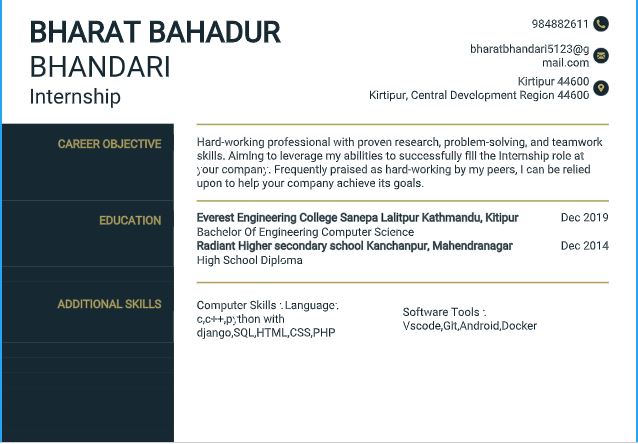 BHARAT BAHADUR
BHANDARI
Internship
984882611
bharatbhandari5123@g
mail.com
Kirtipur 44600
Kirtipur, Central Development Region 44600
CAREER OBJECTIVE
Hard-working professional with proven research, problem-solving, and teamwork
skills. Aiming to leverage my abilities to successfully fill the Internship role at
your company. Frequently praised as hard-working by my peers, I can be relied
upon to help your company achieve its goals.
EDUCATION
Everest Engineering College Sanepa Lalitpur Kathmandu, Kitipur Dec 2019
Bachelor Of Engineering Computer Science
Radiant Higher secondary school Kanchanpur, Mahendranagar Dec 2014
High School Diploma
ADDITIONAL SKILLS
Computer Skills :.Language:.
c,c++,python with
django,SQL,HTML,CSS,PHP
Software Tools :.
Vscode,Git,Android,Docker